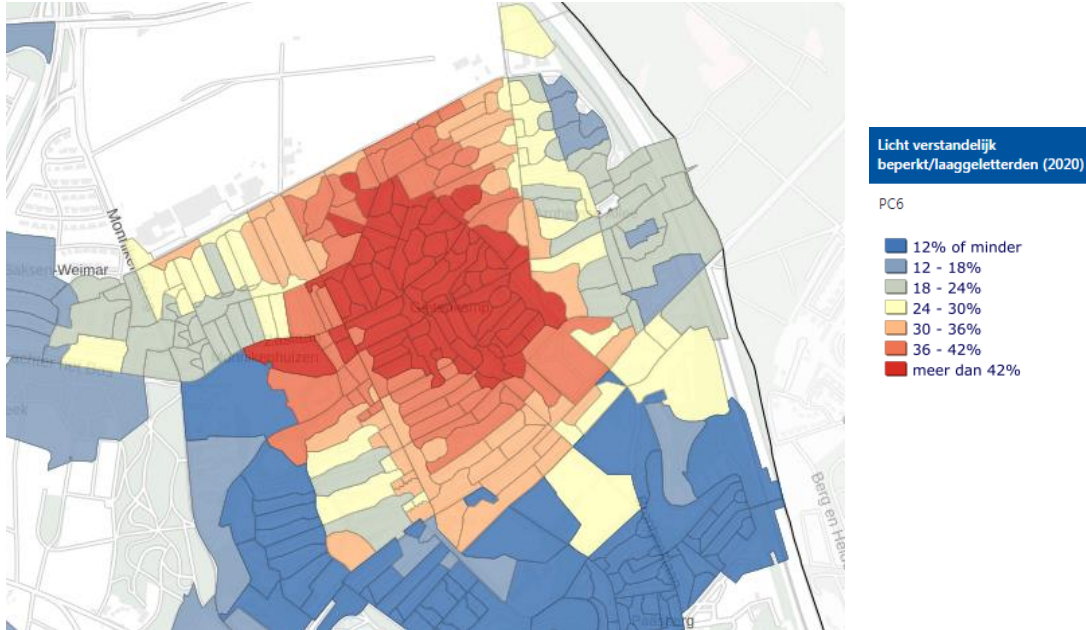 Licht verstandelijk
beperkt/laaggeletterden (2020)
PC6
12% of minder
12 - 18%
18 - 24%
24 - 30%
30 - 36%
36 - 42%
meer dan 42%
Saksen-Weimar
Geitenkamp
Paasberg